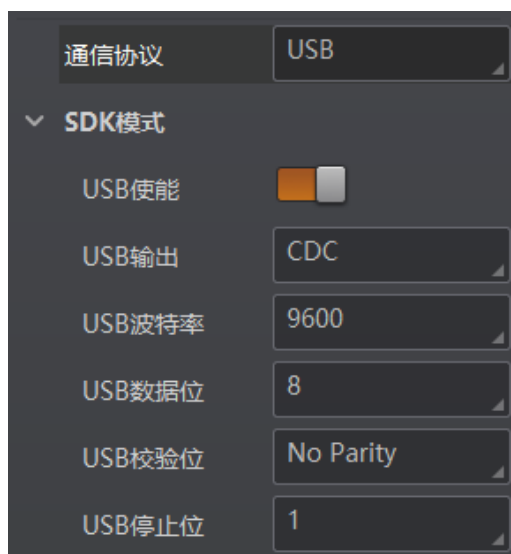 通信协议 USB
SDK模式
USB使能
USB输出 CDC
USB波特率 9600
USB数据位 8
USB校验位 No Parity
USB停止位 1